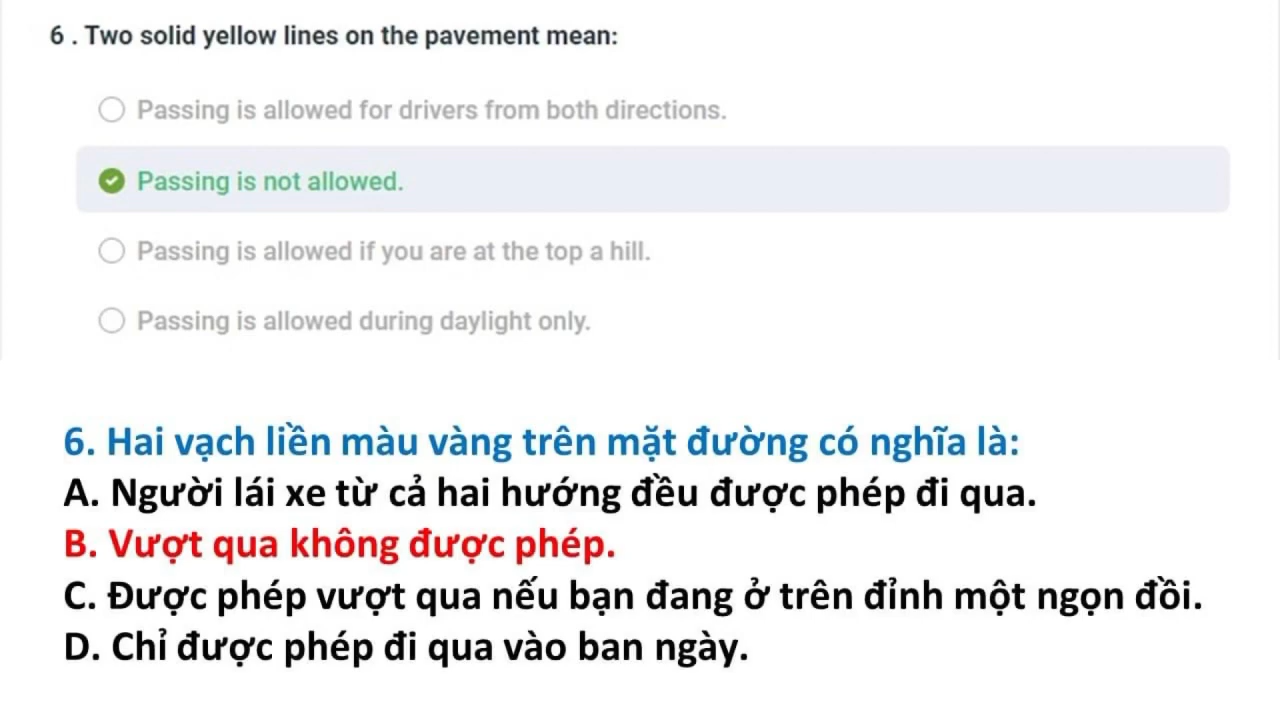 6 . Two solid yellow lines on the pavement mean:
Passing is allowed for drivers from both directions.
Passing is not allowed.
Passing is allowed if you are at the top a hill.
Passing is allowed during daylight only.
6. Hai vạch liền màu vàng trên mặt đường có nghĩa là:
A. Người lái xe từ cả hai hướng đều được phép đi qua.
B. Vượt qua không được phép.
C. Được phép vượt qua nếu bạn đang ở trên đỉnh một ngọn đồi.
D. Chỉ được phép đi qua vào ban ngày.